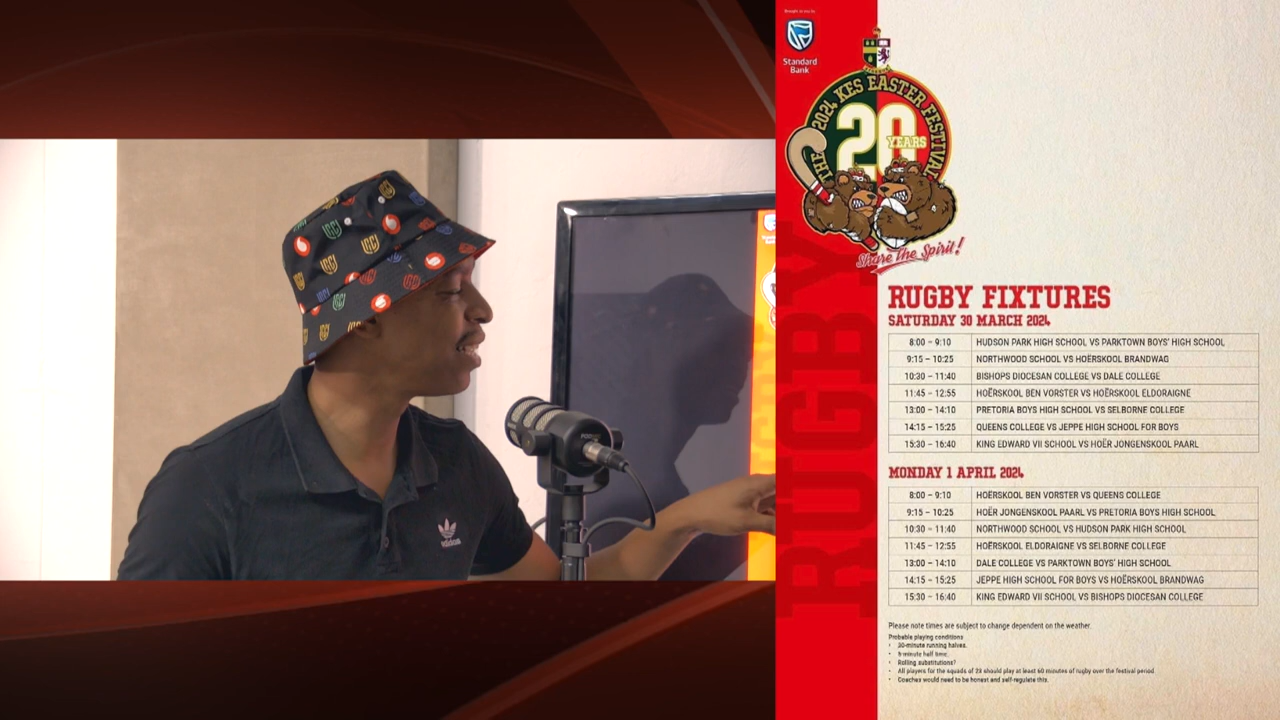 Brought to you by
Standard
Bank
THE 2024 KES EASTER FESTIVAL
20
YEARS
Share The Spirit!
RUGBY
RUGBY FIXTURES
SATURDAY 30 MARCH 2024
8:00 – 9:10 HUDSON PARK HIGH SCHOOL VS PARKTOWN BOYS' HIGH SCHOOL
9:15 – 10:25 NORTHWOOD SCHOOL VS HOËRSKOOL BRANDWAG
10:30 – 11:40 BISHOPS DIOCESAN COLLEGE VS DALE COLLEGE
11:45 – 12:55 HOËRSKOOL BEN VORSTER VS HOËRSKOOL ELDORAIGNE
13:00 – 14:10 PRETORIA BOYS HIGH SCHOOL VS SELBORNE COLLEGE
14:15 – 15:25 QUEENS COLLEGE VS JEPPE HIGH SCHOOL FOR BOYS
15:30 – 16:40 KING EDWARD VII SCHOOL VS HOËR JONGENSKOOL PAARL
MONDAY 1 APRIL 2024
8:00 – 9:10 HOËRSKOOL BEN VORSTER VS QUEENS COLLEGE
9:15 – 10:25 HOËR JONGENSKOOL PAARL VS PRETORIA BOYS HIGH SCHOOL
10:30 – 11:40 NORTHWOOD SCHOOL VS HUDSON PARK HIGH SCHOOL
11:45 – 12:55 HOËRSKOOL ELDORAIGNE VS SELBORNE COLLEGE
13:00 – 14:10 DALE COLLEGE VS PARKTOWN BOYS' HIGH SCHOOL
14:15 – 15:25 JEPPE HIGH SCHOOL FOR BOYS VS HOËRSKOOL BRANDWAG
15:30 – 16:40 KING EDWARD VII SCHOOL VS BISHOPS DIOCESAN COLLEGE
Please note times are subject to change dependent on the weather.
Probable playing conditions
• 20-minute running halves.
• 5 minute half time.
• Rolling substitutions?
• All players for the squads of 23 should play at least 60 minutes of rugby over the festival period
• Coaches would need to be honest and self-regulate this.
adidas